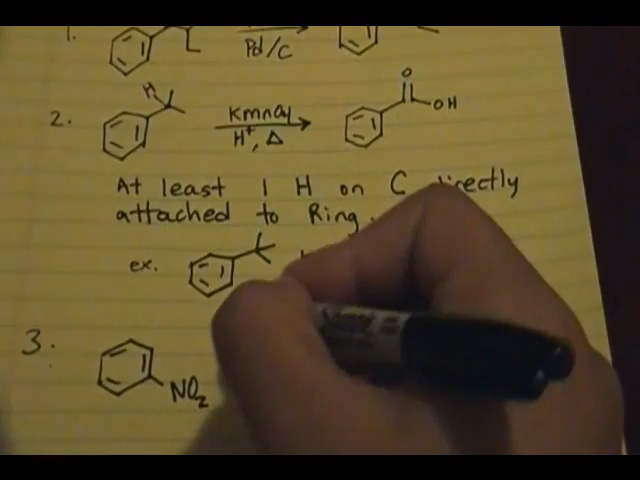 1.
Pd/C
2.
H
KMnO4
H+, Δ
O
OH
At least 1 H on C directly
attached to Ring.
ex.
3.
NO2